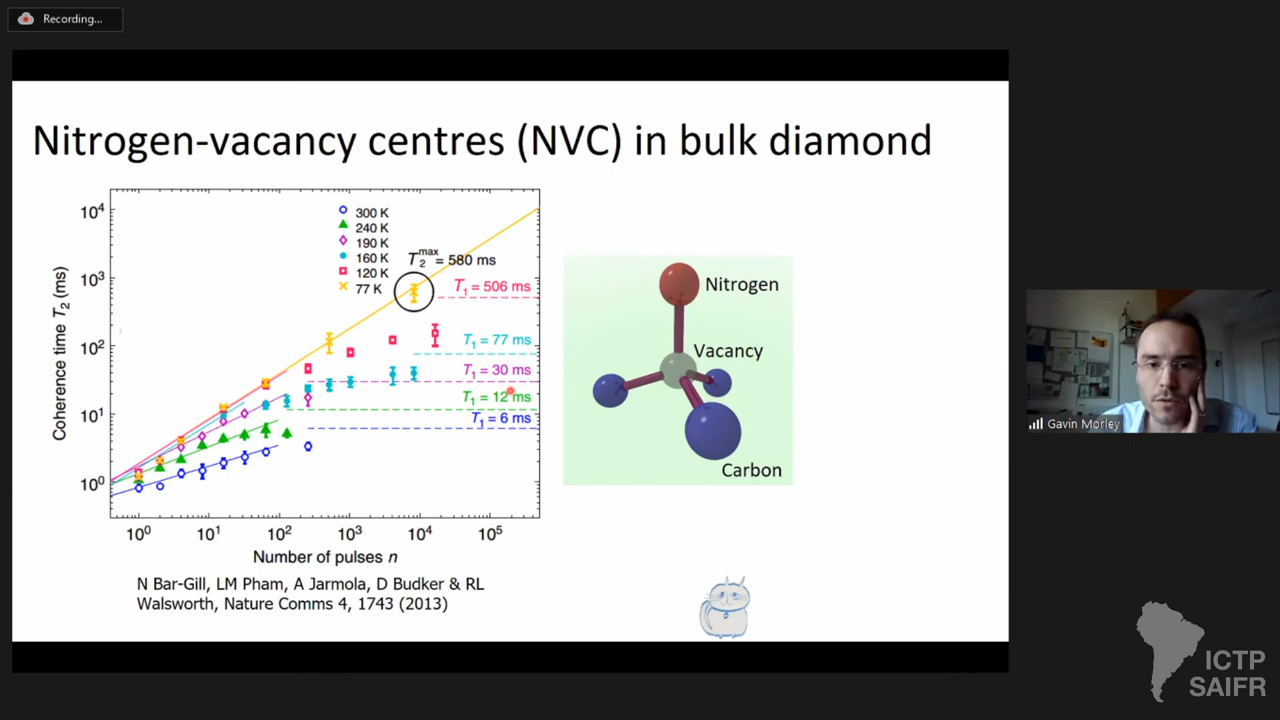 Recording...
Nitrogen-vacancy centres (NVC) in bulk diamond
10⁴
10³
10²
10¹
10⁰
Coherence time T₂ (ms)
300 K
240 K
190 K
160 K
120 K
77 K
T₂ᵐᵃˣ = 580 ms
T₁ = 506 ms
T₁ = 77 ms
T₁ = 30 ms
T₁ = 12 ms
T₁ = 6 ms
10⁰ 10¹ 10² 10³ 10⁴ 10⁵
Number of pulses n
N Bar-Gill, LM Pham, A Jarmola, D Budker & RL
Walsworth, Nature Comms 4, 1743 (2013)
Nitrogen
Vacancy
Carbon
Gavin Morley
ICTP
SAIFR